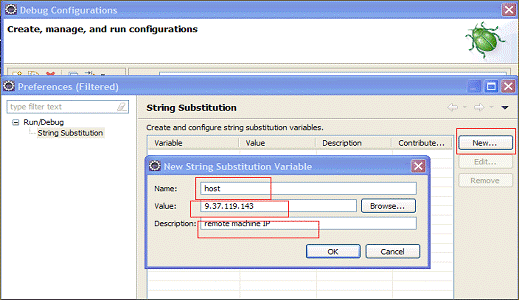 Debug Configurations
Create, manage, and run configurations
Preferences (Filtered)
type filter text
Run/Debug
String Substitution
String Substitution
Create and configure string substitution variables.
Variable Value Description Contribute...
New...
Edit...
Remove
New String Substitution Variable
Name: host
Value: 9.37.119.143 Browse...
Description: remote machine IP
OK Cancel